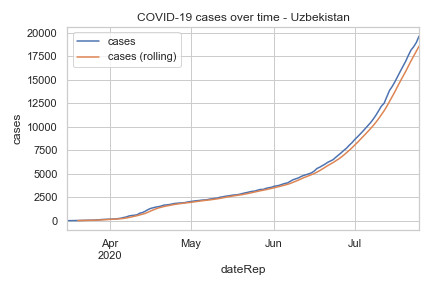 COVID-19 cases over time - Uzbekistan
cases
cases (rolling)
20000
17500
15000
12500
10000
7500
5000
2500
0
cases
Apr
2020
May
Jun
Jul
dateRep